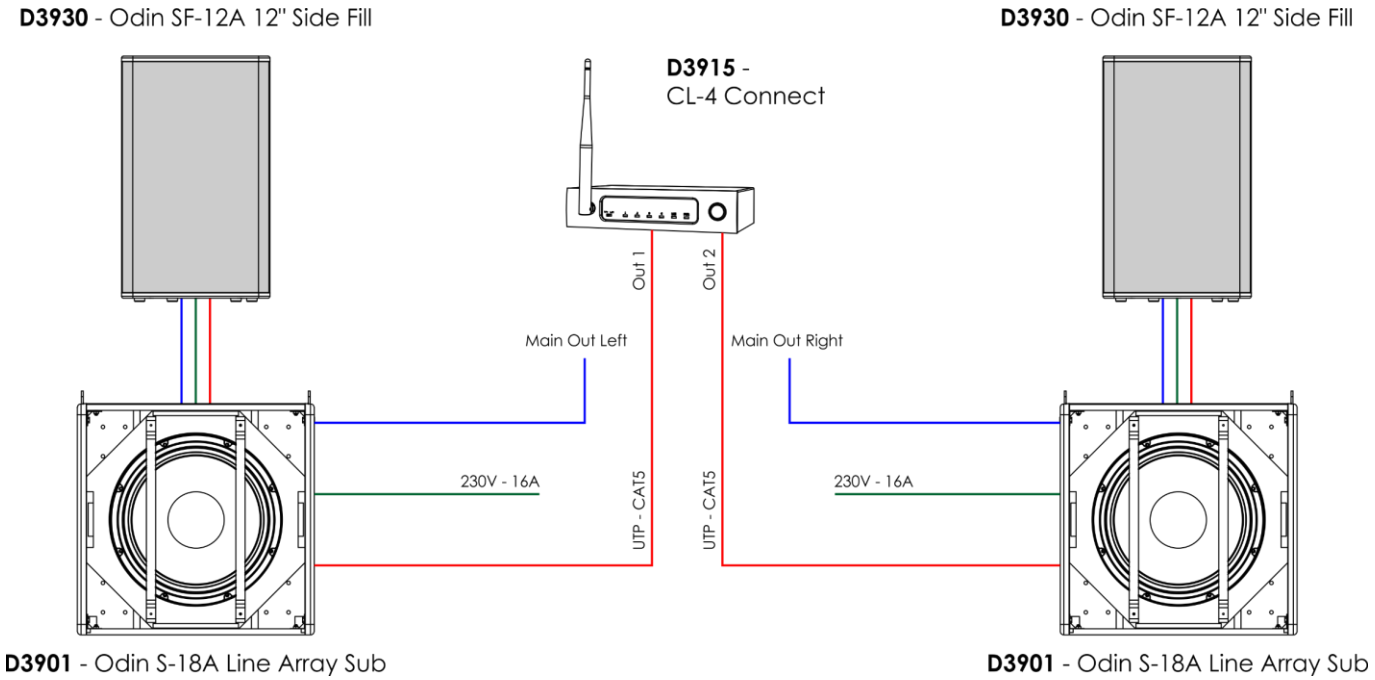 D3930 - Odin SF-12A 12" Side Fill
D3930 - Odin SF-12A 12" Side Fill
D3915 -
CL-4 Connect
Out 1
Out 2
Main Out Left
Main Out Right
230V - 16A
230V - 16A
UTP - CAT5
UTP - CAT5
D3901 - Odin S-18A Line Array Sub
D3901 - Odin S-18A Line Array Sub